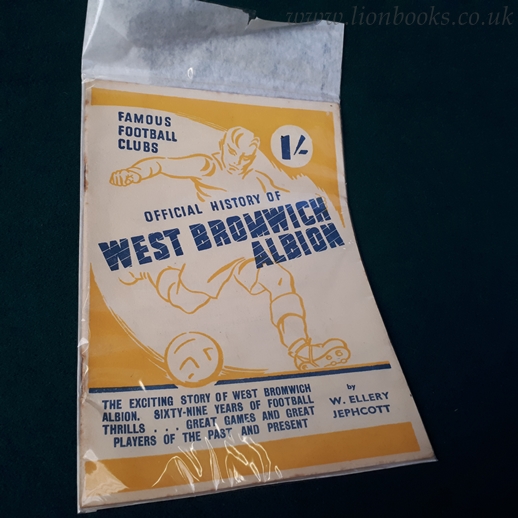 www.lionbooks.co.uk
FAMOUS
FOOTBALL
CLUBS
1/-
OFFICIAL HISTORY OF
WEST BROMWICH
ALBION
THE EXCITING STORY OF WEST BROMWICH
ALBION. SIXTY-NINE YEARS OF FOOTBALL
THRILLS . . . GREAT GAMES AND GREAT
PLAYERS OF THE PAST AND PRESENT
by
W. ELLERY
JEPHCOTT